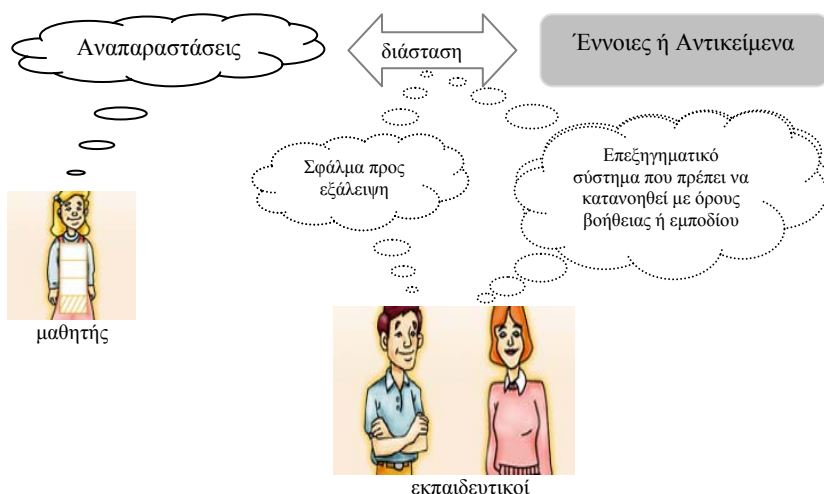 Αναπαραστάσεις
διάσταση
Έννοιες ή Αντικείμενα
Σφάλμα προς
εξάλειψη
Επεξηγηματικό
σύστημα που πρέπει να
κατανοηθεί με όρους
βοήθειας ή εμποδίου
μαθητής
εκπαιδευτικοί